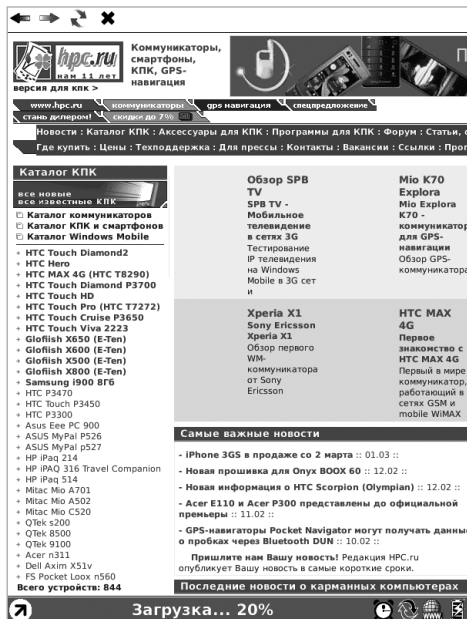 hpc.ru
нам 11 лет
версия для кпк >
Коммуникаторы,
смартфоны,
КПК, GPS-
навигация
www.hpc.ru
коммуникаторы
gps навигация
спецпредложение
стань дилером!
скидки до 7%
Новости : Каталог КПК : Аксессуары для КПК : Программы для КПК : Форум : Статьи,
Где купить : Цены : Техподдержка : Для прессы : Контакты : Вакансии : Ссылки :
Каталог КПК
все новые
все известные КПК
Каталог коммуникаторов
Каталог КПК и смартфонов
Каталог Windows Mobile
+ HTC Touch Diamond2
+ HTC Hero
+ HTC MAX 4G (HTC T8290)
+ HTC Touch Diamond P3700
+ HTC Touch HD
+ HTC Touch Pro (HTC T7272)
+ HTC Touch Cruise P3650
+ HTC Touch Viva 2223
+ Glofiish X650 (E-Ten)
+ Glofiish X600 (E-Ten)
+ Glofiish X500 (E-Ten)
+ Glofiish X800 (E-Ten)
+ Samsung i900 8Гб
+ HTC P3470
+ HTC Touch P3450
+ HTC P3300
+ Asus Eee PC 900
+ ASUS MyPal P526
+ ASUS MyPal p527
+ HP iPaq 214
+ HP iPAQ 316 Travel Companion
+ HP iPaq 514
+ Mitac Mio A701
+ Mitac Mio A502
+ Mitac Mio C520
+ QTek s200
+ QTek 8500
+ QTek 9100
+ Acer n311
+ Dell Axim X51v
+ FS Pocket Loox n560
Всего устройств: 844
Обзор SPB
TV
SPB TV -
Мобильное
телевидение
в сетях 3G
Тестирование
IP телевидения
на Windows
Mobile в 3G сет
и
Mio K70
Explora
Mio Explora
K70 -
коммуникатор
для GPS-
навигации
Обзор GPS-
коммуникатора
Xperia X1
Sony Ericsson
Xperia X1
Обзор первого
WM-
коммуникатора
от Sony
Ericsson
HTC MAX
4G
Первое
знакомство с
HTC MAX 4G
Первый в мире
коммуникатор,
работающий в
сетях GSM и
mobile WiMAX
Самые важные новости
- iPhone 3GS в продаже со 2 марта :: 01.03 ::
- Новая прошивка для Onyx BOOX 60 :: 12.02 ::
- Новая информация о HTC Scorpion (Olympian) :: 12.02 ::
- Acer E110 и Acer P300 представлены до официальной
премьеры :: 11.02 ::
- GPS-навигаторы Pocket Navigator могут получать данные
о пробках через Bluetooth DUN :: 10.02 ::
Пришлите нам Вашу новость! Редакция HPC.ru
опубликует Вашу новость в самые короткие сроки.
Последние новости о карманных компьютерах
Загрузка... 20%
WWW